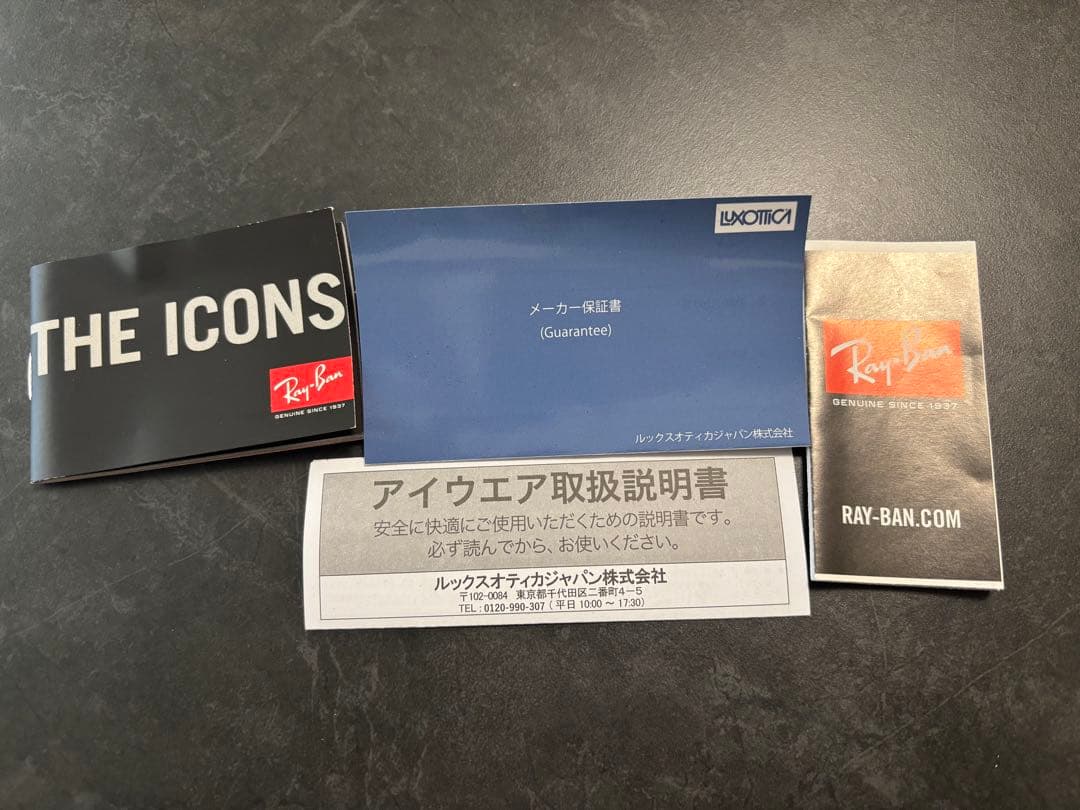 THE ICONS
Ray-Ban
GENUINE SINCE 1937
LUXOTTICA
メーカー保証書
(Guarantee)
ルックスオティカジャパン株式会社
アイウエア取扱説明書
安全に快適にご使用いただくための説明書です。
必ず読んでから、お使いください。
ルックスオティカジャパン株式会社
〒102-0084 東京都千代田区二番町4-5
TEL : 0120-990-307 ( 平日 10:00 ~ 17:30)
Ray-Ban
GENUINE SINCE 1937
RAY-BAN.COM